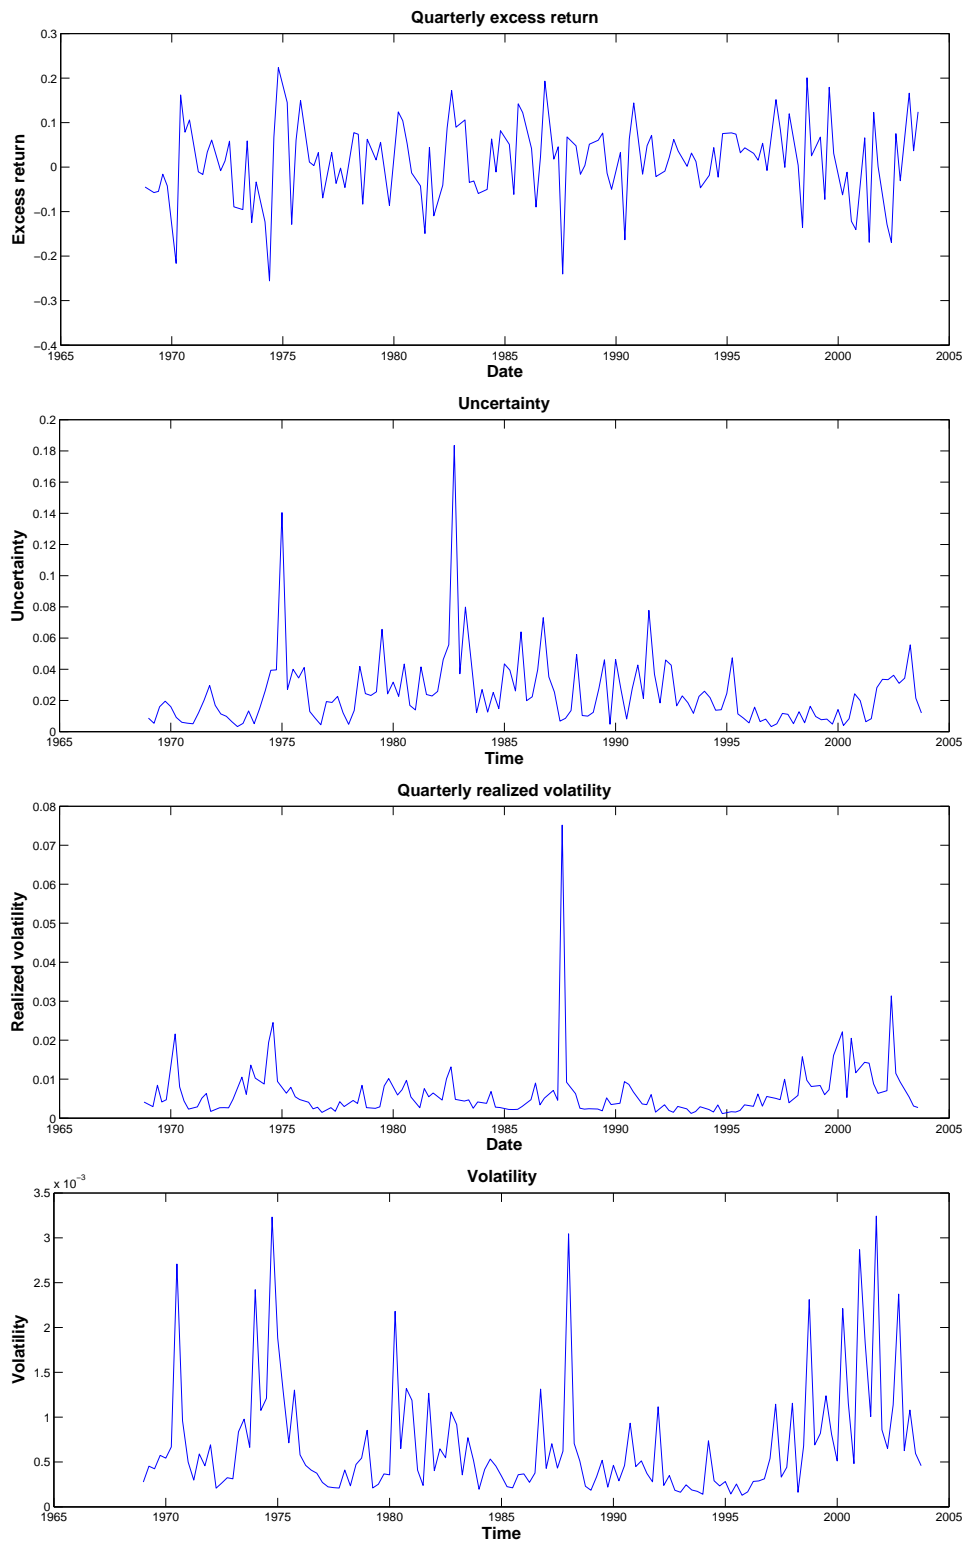 Quarterly excess return
0.3
0.2
0.1
0
−0.1
−0.2
−0.3
−0.4
Excess return
1965 1970 1975 1980 1985 1990 1995 2000 2005
Date
Uncertainty
0.2
0.18
0.16
0.14
0.12
0.1
0.08
0.06
0.04
0.02
0
Uncertainty
1965 1970 1975 1980 1985 1990 1995 2000 2005
Time
Quarterly realized volatility
0.08
0.07
0.06
0.05
0.04
0.03
0.02
0.01
0
Realized volatility
1965 1970 1975 1980 1985 1990 1995 2000 2005
Date
Volatility
x 10−3
3.5
3
2.5
2
1.5
1
0.5
0
Volatility
1965 1970 1975 1980 1985 1990 1995 2000 2005
Time